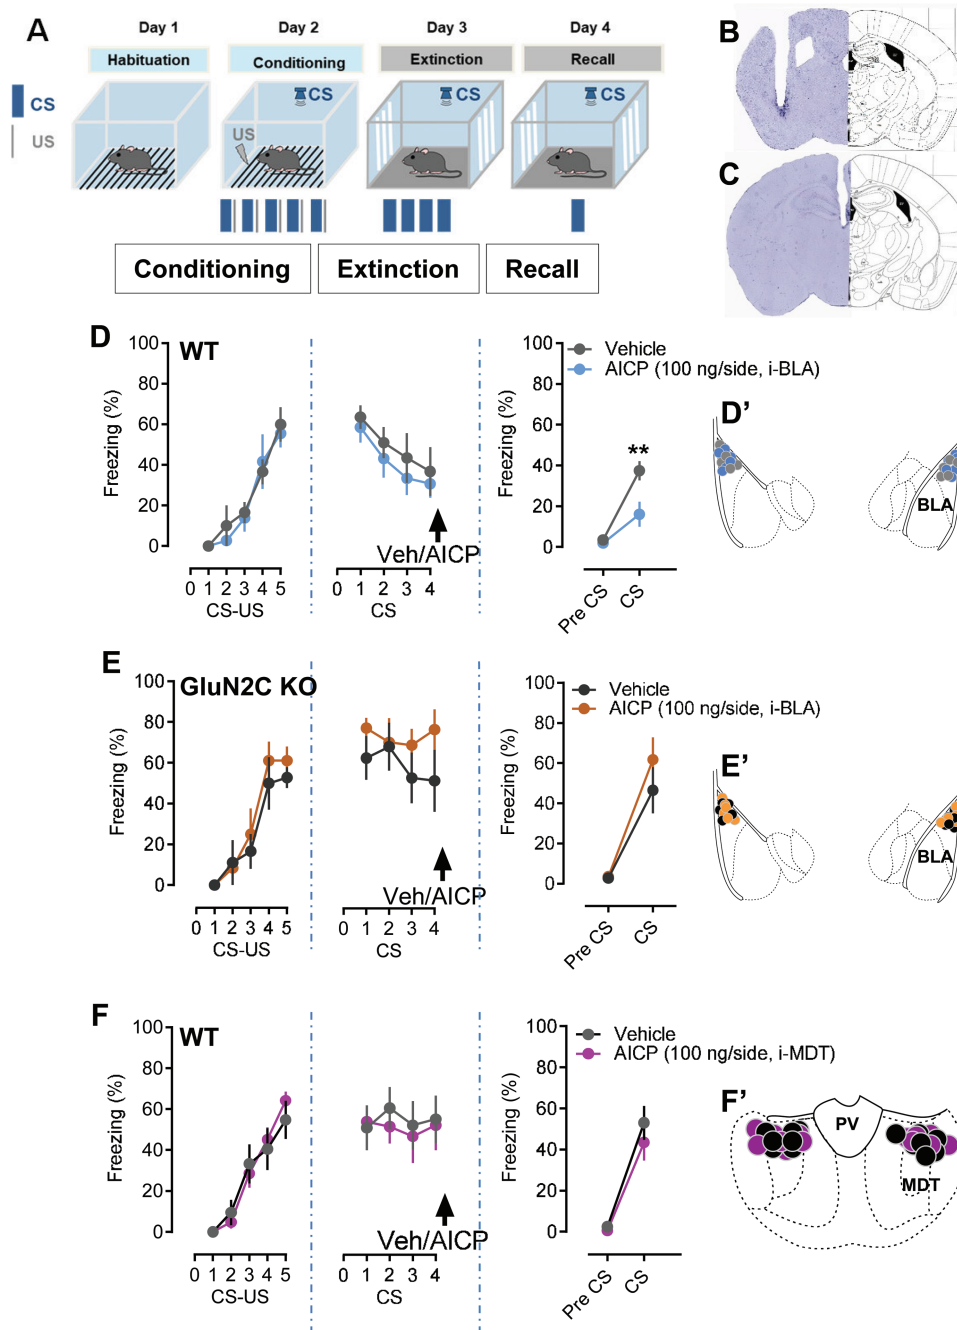 A
Day 1
Day 2
Day 3
Day 4
Habituation
Conditioning
Extinction
Recall
CS
US
CS
US
CS
CS
Conditioning
Extinction
Recall
B
C
D
WT
Freezing (%)
100
80
60
40
20
0
0 1 2 3 4 5
CS-US
Freezing (%)
Veh/AICP
0 1 2 3 4
CS
Freezing (%)
100
80
60
40
20
0
Vehicle
AICP (100 ng/side, i-BLA)
**
Pre CS
CS
D'
BLA
E
GluN2C KO
Freezing (%)
100
80
60
40
20
0
0 1 2 3 4 5
CS-US
Veh/AICP
0 1 2 3 4
CS
Freezing (%)
100
80
60
40
20
0
Vehicle
AICP (100 ng/side, i-BLA)
Pre CS
CS
E'
BLA
F
WT
Freezing (%)
100
80
60
40
20
0
0 1 2 3 4 5
CS-US
Veh/AICP
0 1 2 3 4
CS
Freezing (%)
100
80
60
40
20
0
Vehicle
AICP (100 ng/side, i-MDT)
Pre CS
CS
F'
PV
MDT